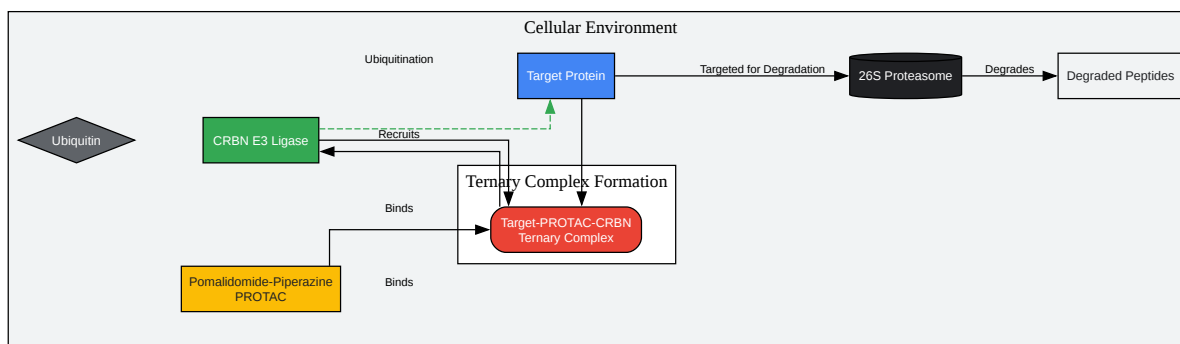 Cellular Environment
Ubiquitination
Target Protein
Targeted for Degradation
26S Proteasome
Degrades
Degraded Peptides
Ubiquitin
CRBN E3 Ligase
Recruits
Ternary Complex Formation
Binds
Target-PROTAC-CRBN
Ternary Complex
Pomalidomide-Piperazine
PROTAC
Binds